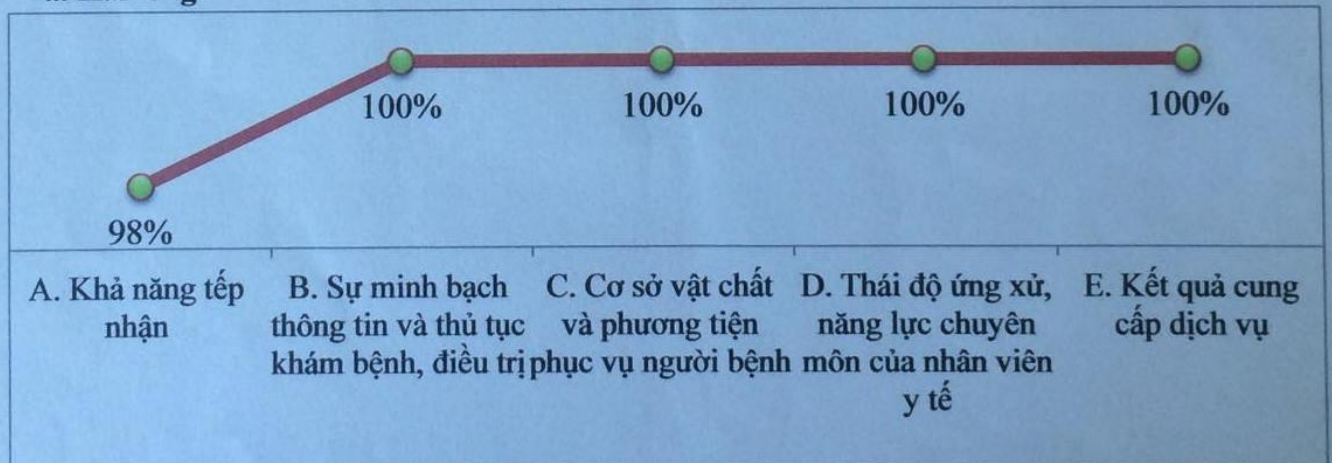 100%
100%
100%
100%
98%
A. Khả năng tếp
nhận
B. Sự minh bạch
thông tin và thủ tục
khám bệnh, điều trị
C. Cơ sở vật chất
và phương tiện
phục vụ người bệnh
D. Thái độ ứng xử,
năng lực chuyên
môn của nhân viên
y tế
E. Kết quả cung
cấp dịch vụ